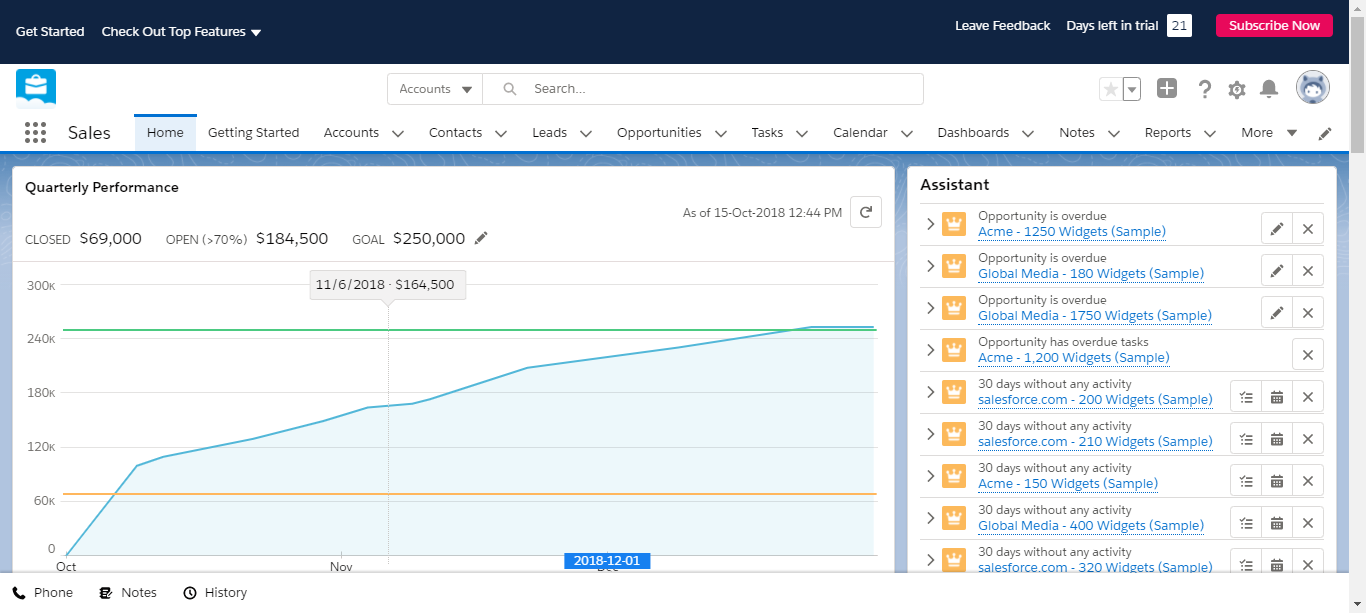 Get Started Check Out Top Features
Leave Feedback Days left in trial 21 Subscribe Now
Accounts Search...
Sales Home Getting Started Accounts Contacts Leads Opportunities Tasks Calendar Dashboards Notes Reports More
Quarterly Performance
As of 15-Oct-2018 12:44 PM
CLOSED $69,000 OPEN (>70%) $184,500 GOAL $250,000
11/6/2018 · $164,500
300K
240K
180K
120K
60K
0
Oct Nov
2018-12-01
Assistant
Opportunity is overdue
Acme - 1250 Widgets (Sample)
Opportunity is overdue
Global Media - 180 Widgets (Sample)
Opportunity is overdue
Global Media - 1750 Widgets (Sample)
Opportunity has overdue tasks
Acme - 1,200 Widgets (Sample)
30 days without any activity
salesforce.com - 200 Widgets (Sample)
30 days without any activity
salesforce.com - 210 Widgets (Sample)
30 days without any activity
Acme - 150 Widgets (Sample)
30 days without any activity
Global Media - 400 Widgets (Sample)
30 days without any activity
salesforce.com - 320 Widgets (Sample)
Phone Notes History